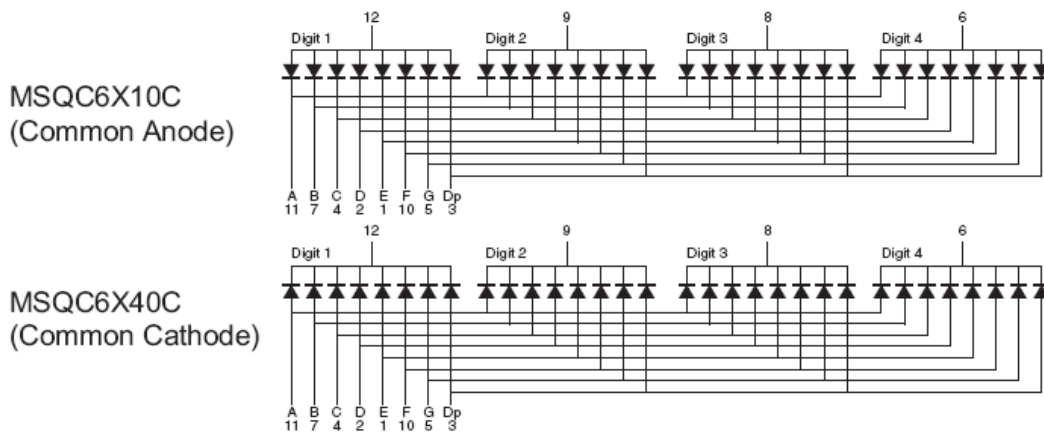 12 9 8 6
Digit 1 Digit 2 Digit 3 Digit 4
MSQC6X10C
(Common Anode)
A B C D E F G Dp
11 7 4 2 1 10 5 3
12 9 8 6
Digit 1 Digit 2 Digit 3 Digit 4
MSQC6X40C
(Common Cathode)
A B C D E F G Dp
11 7 4 2 1 10 5 3